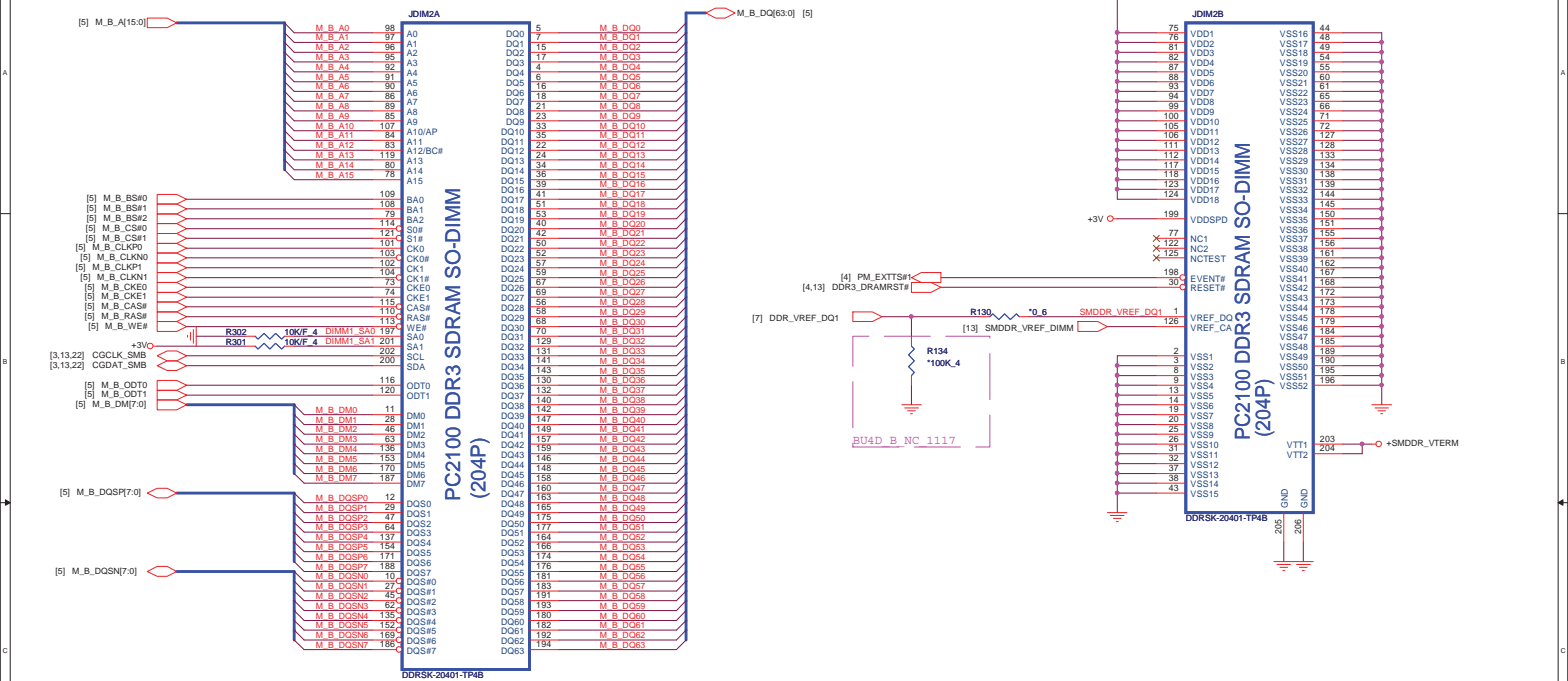 [5] M_B_A[15:0]
JDIM2A
M_B_A0 98 A0
M_B_A1 97 A1
M_B_A2 96 A2
M_B_A3 95 A3
M_B_A4 92 A4
M_B_A5 91 A5
M_B_A6 90 A6
M_B_A7 86 A7
M_B_A8 89 A8
M_B_A9 85 A9
M_B_A10 107 A10/AP
M_B_A11 84 A11
M_B_A12 83 A12/BC#
M_B_A13 119 A13
M_B_A14 80 A14
M_B_A15 78 A15
[5] M_B_BS#0 109 BA0
[5] M_B_BS#1 108 BA1
[5] M_B_BS#2 79 BA2
[5] M_B_CS#0 114 S0#
[5] M_B_CS#1 121 S1#
[5] M_B_CLKP0 101 CK0
[5] M_B_CLKN0 103 CK0#
[5] M_B_CLKP1 102 CK1
[5] M_B_CLKN1 104 CK1#
[5] M_B_CKE0 73 CKE0
[5] M_B_CKE1 74 CKE1
[5] M_B_CAS# 115 CAS#
[5] M_B_RAS# 110 RAS#
[5] M_B_WE# 113 WE#
R302 10K/F_4 DIMM1_SA0 197 SA0
+3V R301 10K/F_4 DIMM1_SA1 201 SA1
[3,13,22] CGCLK_SMB 202 SCL
[3,13,22] CGDAT_SMB 200 SDA
[5] M_B_ODT0 116 ODT0
[5] M_B_ODT1 120 ODT1
[5] M_B_DM[7:0]
M_B_DM0 11 DM0
M_B_DM1 28 DM1
M_B_DM2 46 DM2
M_B_DM3 63 DM3
M_B_DM4 136 DM4
M_B_DM5 153 DM5
M_B_DM6 170 DM6
M_B_DM7 187 DM7
[5] M_B_DQSP[7:0]
M_B_DQSP0 12 DQS0
M_B_DQSP1 29 DQS1
M_B_DQSP2 47 DQS2
M_B_DQSP3 64 DQS3
M_B_DQSP4 137 DQS4
M_B_DQSP5 154 DQS5
M_B_DQSP6 171 DQS6
M_B_DQSP7 188 DQS7
[5] M_B_DQSN[7:0]
M_B_DQSN0 10 DQS#0
M_B_DQSN1 27 DQS#1
M_B_DQSN2 45 DQS#2
M_B_DQSN3 62 DQS#3
M_B_DQSN4 135 DQS#4
M_B_DQSN5 152 DQS#5
M_B_DQSN6 169 DQS#6
M_B_DQSN7 186 DQS#7
PC2100 DDR3 SDRAM SO-DIMM
(204P)
DDRSK-20401-TP4B
M_B_DQ[63:0] [5]
DQ0 5 M_B_DQ0
DQ1 7 M_B_DQ1
DQ2 15 M_B_DQ2
DQ3 17 M_B_DQ3
DQ4 4 M_B_DQ4
DQ5 6 M_B_DQ5
DQ6 16 M_B_DQ6
DQ7 18 M_B_DQ7
DQ8 21 M_B_DQ8
DQ9 23 M_B_DQ9
DQ10 33 M_B_DQ10
DQ11 35 M_B_DQ11
DQ12 22 M_B_DQ12
DQ13 24 M_B_DQ13
DQ14 34 M_B_DQ14
DQ15 36 M_B_DQ15
DQ16 39 M_B_DQ16
DQ17 41 M_B_DQ17
DQ18 51 M_B_DQ18
DQ19 53 M_B_DQ19
DQ20 40 M_B_DQ20
DQ21 42 M_B_DQ21
DQ22 50 M_B_DQ22
DQ23 52 M_B_DQ23
DQ24 57 M_B_DQ24
DQ25 59 M_B_DQ25
DQ26 67 M_B_DQ26
DQ27 69 M_B_DQ27
DQ28 56 M_B_DQ28
DQ29 58 M_B_DQ29
DQ30 68 M_B_DQ30
DQ31 70 M_B_DQ31
DQ32 129 M_B_DQ32
DQ33 131 M_B_DQ33
DQ34 141 M_B_DQ34
DQ35 143 M_B_DQ35
DQ36 130 M_B_DQ36
DQ37 132 M_B_DQ37
DQ38 140 M_B_DQ38
DQ39 142 M_B_DQ39
DQ40 147 M_B_DQ40
DQ41 149 M_B_DQ41
DQ42 157 M_B_DQ42
DQ43 159 M_B_DQ43
DQ44 146 M_B_DQ44
DQ45 148 M_B_DQ45
DQ46 158 M_B_DQ46
DQ47 160 M_B_DQ47
DQ48 163 M_B_DQ48
DQ49 165 M_B_DQ49
DQ50 175 M_B_DQ50
DQ51 177 M_B_DQ51
DQ52 164 M_B_DQ52
DQ53 166 M_B_DQ53
DQ54 174 M_B_DQ54
DQ55 176 M_B_DQ55
DQ56 181 M_B_DQ56
DQ57 183 M_B_DQ57
DQ58 191 M_B_DQ58
DQ59 193 M_B_DQ59
DQ60 180 M_B_DQ60
DQ61 182 M_B_DQ61
DQ62 192 M_B_DQ62
DQ63 194 M_B_DQ63
JDIM2B
75 VDD1
76 VDD2
81 VDD3
82 VDD4
87 VDD5
88 VDD6
93 VDD7
94 VDD8
99 VDD9
100 VDD10
105 VDD11
106 VDD12
111 VDD13
112 VDD14
117 VDD15
118 VDD16
123 VDD17
124 VDD18
+3V 199 VDDSPD
77 NC1
122 NC2
125 NCTEST
[4] PM_EXTTS#1 198 EVENT#
[4,13] DDR3_DRAMRST# 30 RESET#
[7] DDR_VREF_DQ1 R130 *0_6 SMDDR_VREF_DQ1 1 VREF_DQ
[13] SMDDR_VREF_DIMM 126 VREF_CA
R134
*100K_4
BU4D_B_NC_1117
2 VSS1
3 VSS2
8 VSS3
9 VSS4
13 VSS5
14 VSS6
19 VSS7
20 VSS8
25 VSS9
26 VSS10
31 VSS11
32 VSS12
37 VSS13
38 VSS14
43 VSS15
PC2100 DDR3 SDRAM SO-DIMM
(204P)
VSS16 44
VSS17 48
VSS18 49
VSS19 54
VSS20 55
VSS21 60
VSS22 61
VSS23 65
VSS24 66
VSS25 71
VSS26 72
VSS27 127
VSS28 128
VSS29 133
VSS30 134
VSS31 138
VSS32 139
VSS33 144
VSS34 145
VSS35 150
VSS36 151
VSS37 155
VSS38 156
VSS39 161
VSS40 162
VSS41 167
VSS42 168
VSS43 172
VSS44 173
VSS45 178
VSS46 179
VSS47 184
VSS48 185
VSS49 189
VSS50 190
VSS51 195
VSS52 196
VTT1 203 +SMDDR_VTERM
VTT2 204
GND 205
GND 206
DDRSK-20401-TP4B
A
B
C
A
B
C